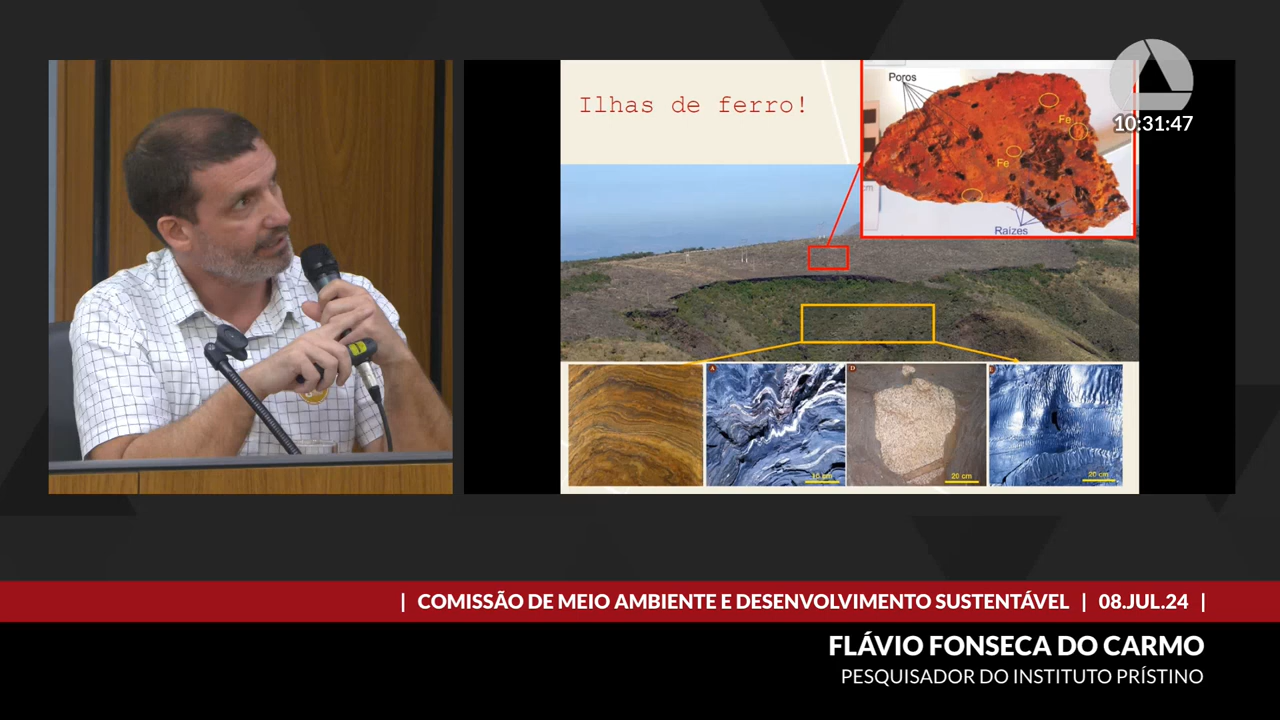 Ilhas de ferro!
Poros
Fe
Fe
cm
Raízes
10:31:47
A
10 cm
D
20 cm
20 cm
| COMISSÃO DE MEIO AMBIENTE E DESENVOLVIMENTO SUSTENTÁVEL | 08.JUL.24 |
FLÁVIO FONSECA DO CARMO
PESQUISADOR DO INSTITUTO PRÍSTINO